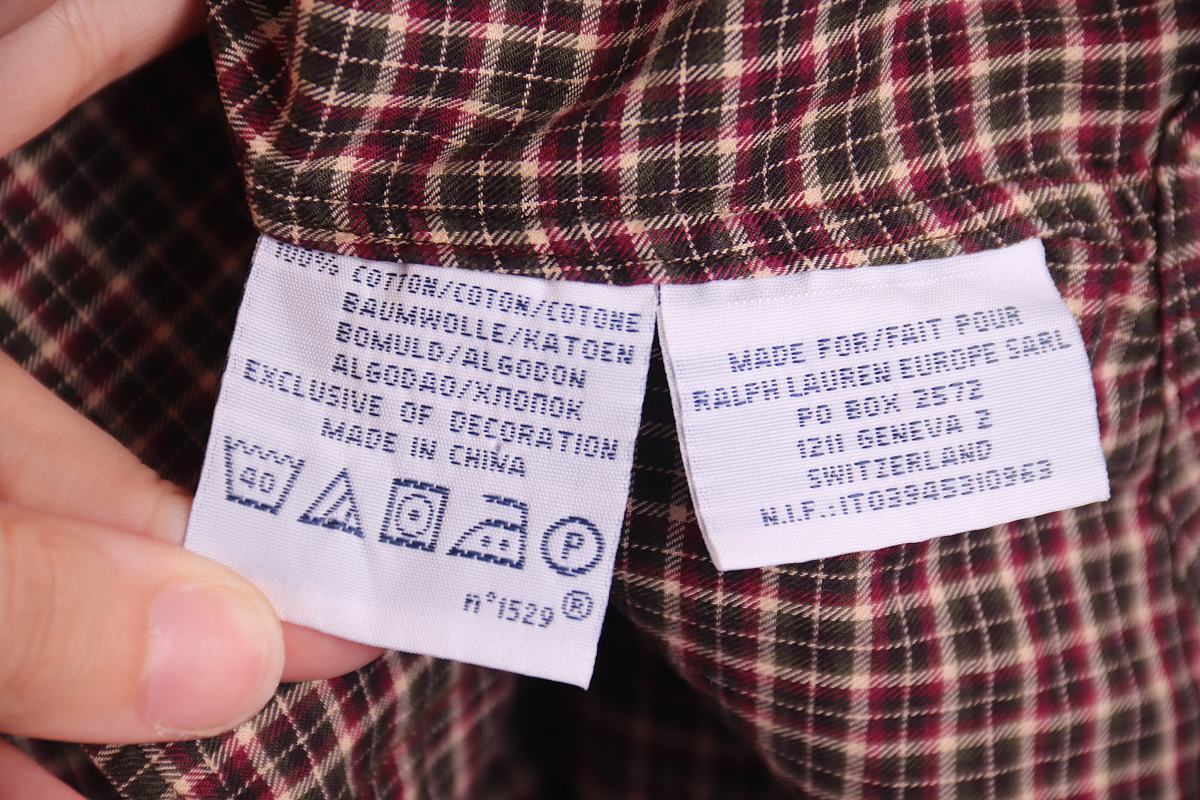 100% COTTON/COTON/COTONE
BAUMWOLLE/KATOEN
BOMULD/ALGODON
ALGODAO/ΧΠΟΠΟΚ
EXCLUSIVE OF DECORATION
MADE IN CHINA
40
P
n°1529 ®
MADE FOR/FAIT POUR
RALPH LAUREN EUROPE SARL
PO BOX 2572
1211 GENEVA 2
SWITZERLAND
N.I.F.:IT03945310963